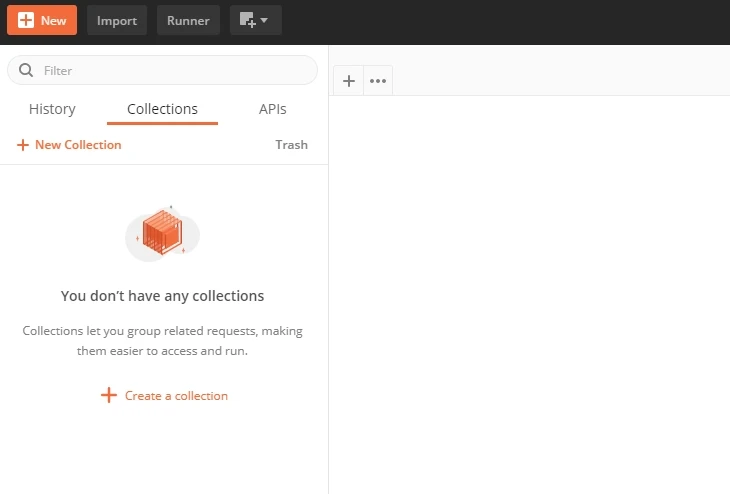 New
Import
Runner
Filter
History
Collections
APIs
New Collection
Trash
You don’t have any collections
Collections let you group related requests, making
them easier to access and run.
Create a collection